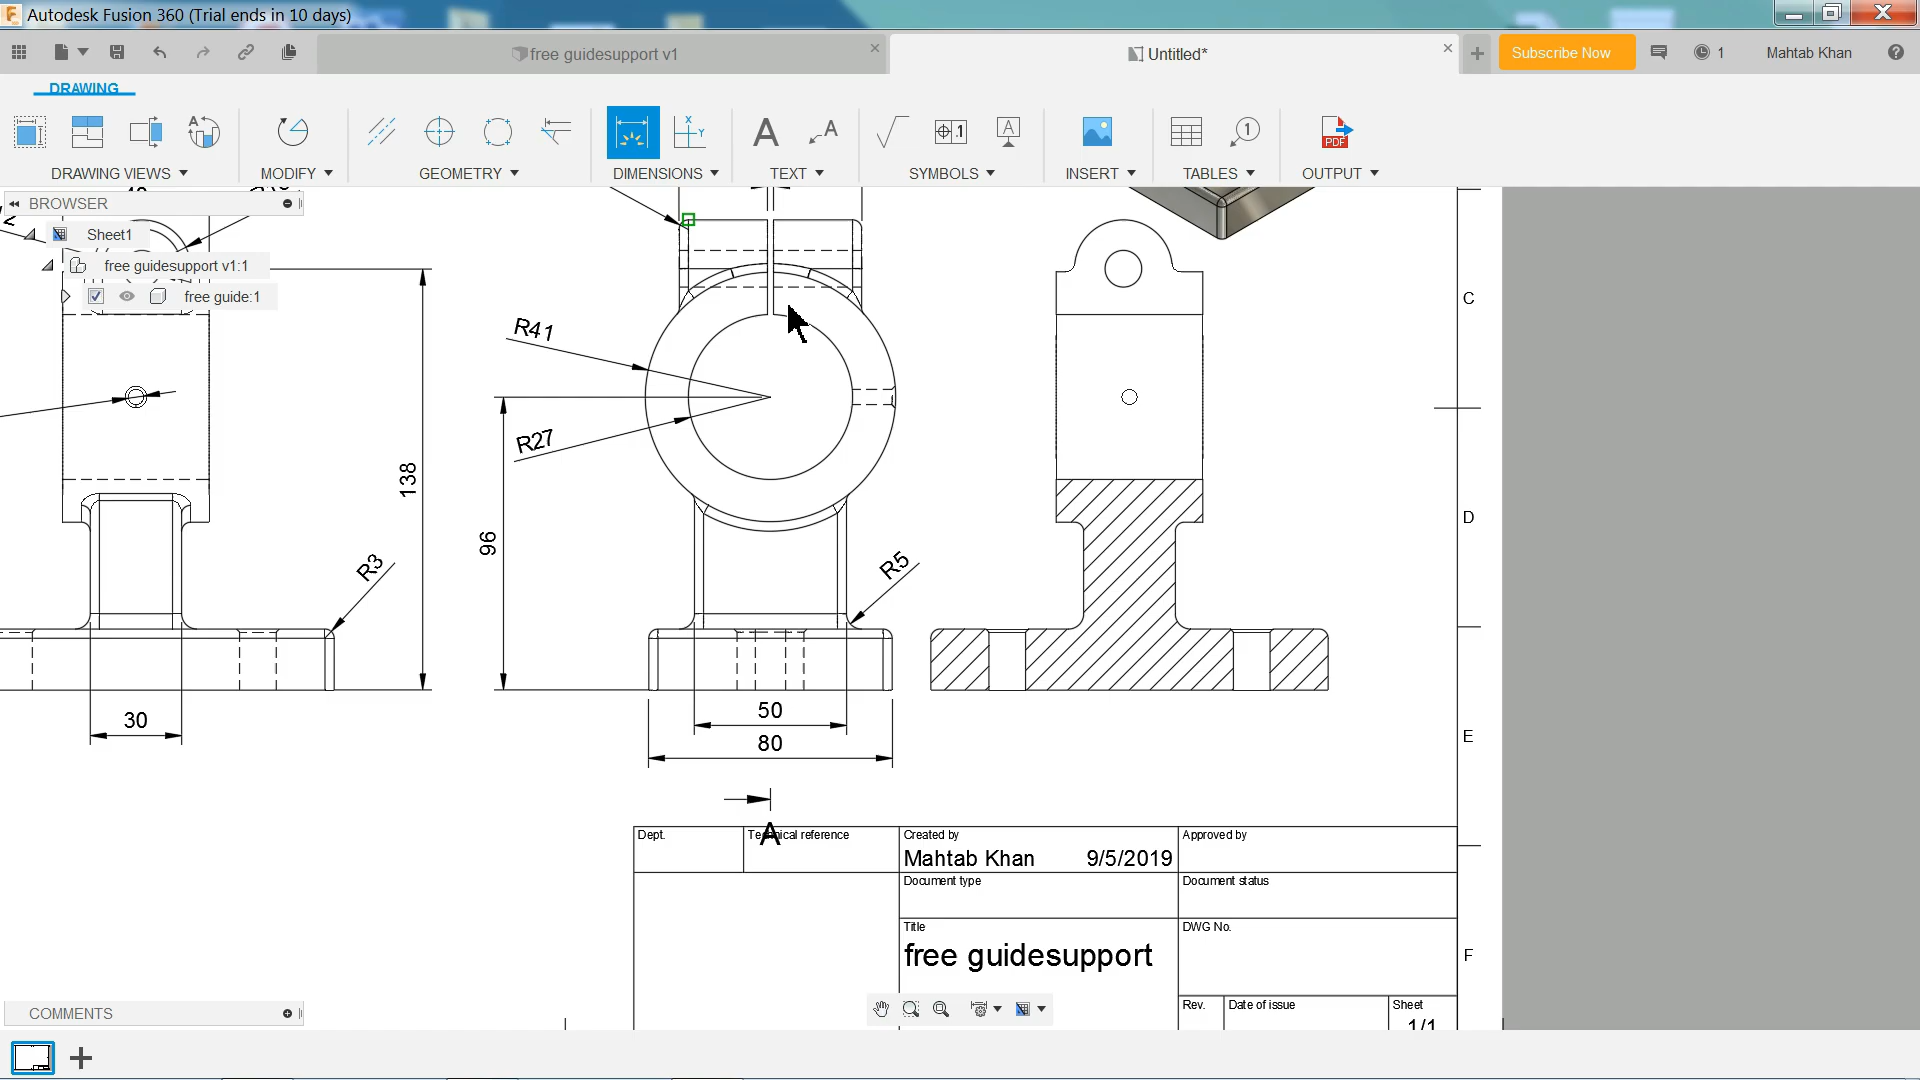 Autodesk Fusion 360 (Trial ends in 10 days)
free guidesupport v1
Untitled*
Subscribe Now
1
Mahtab Khan
DRAWING
DRAWING VIEWS
MODIFY
GEOMETRY
DIMENSIONS
TEXT
SYMBOLS
INSERT
TABLES
OUTPUT
BROWSER
Sheet1
free guidesupport v1:1
free guide:1
C
R41
R27
138
96
D
R3
R5
30
50
80
E
A
Dept.
Technical reference
Created by
Approved by
Mahtab Khan 9/5/2019
Document type
Document status
Title
DWG No.
free guidesupport
F
Rev.
Date of issue
Sheet
1/1
COMMENTS